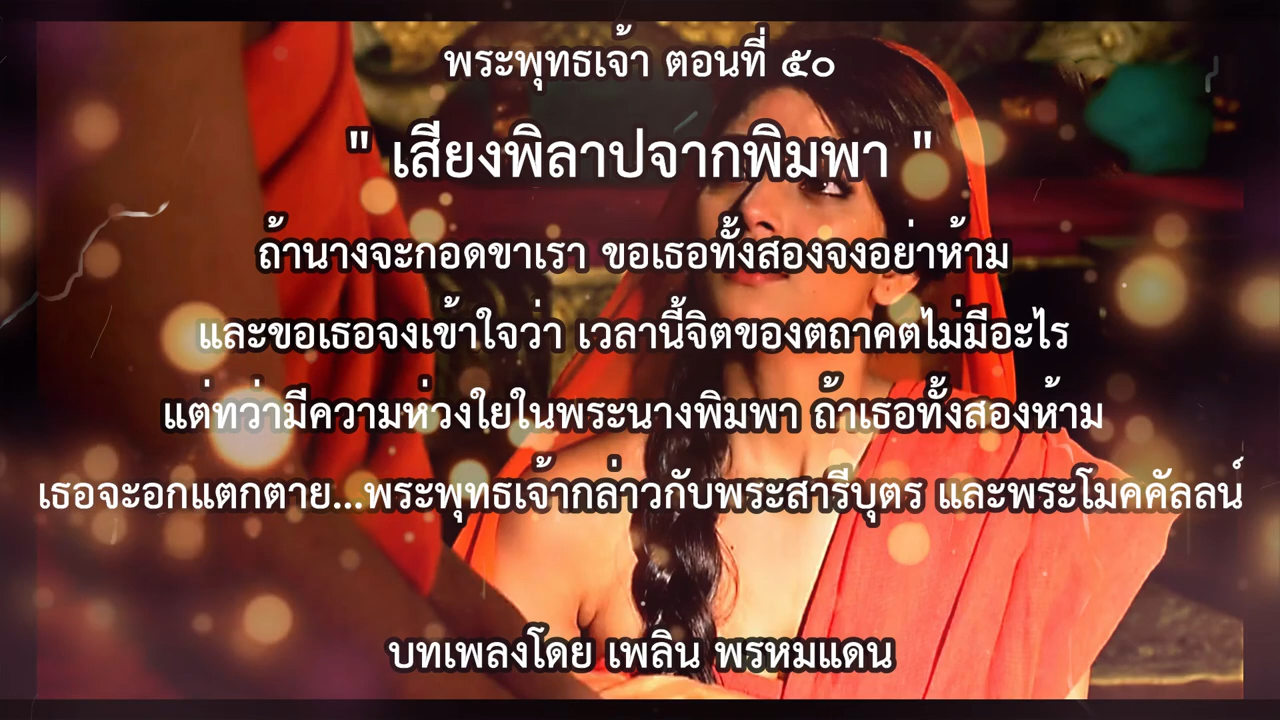 พระพุทธเจ้า ตอนที่ ๕๐
" เสียงพิลาปจากพิมพา "
ถ้านางจะกอดขาเรา ขอเธอทั้งสองจงอย่าห้าม
และขอเธอจงเข้าใจว่า เวลานี้จิตของตถาคตไม่มีอะไร
แต่ทว่ามีความห่วงใยในพระนางพิมพา ถ้าเธอทั้งสองห้าม
เธอจะอกแตกตาย...พระพุทธเจ้ากล่าวกับพระสารีบุตร และพระโมคคัลลน์
บทเพลงโดย เพลิน พรหมแดน